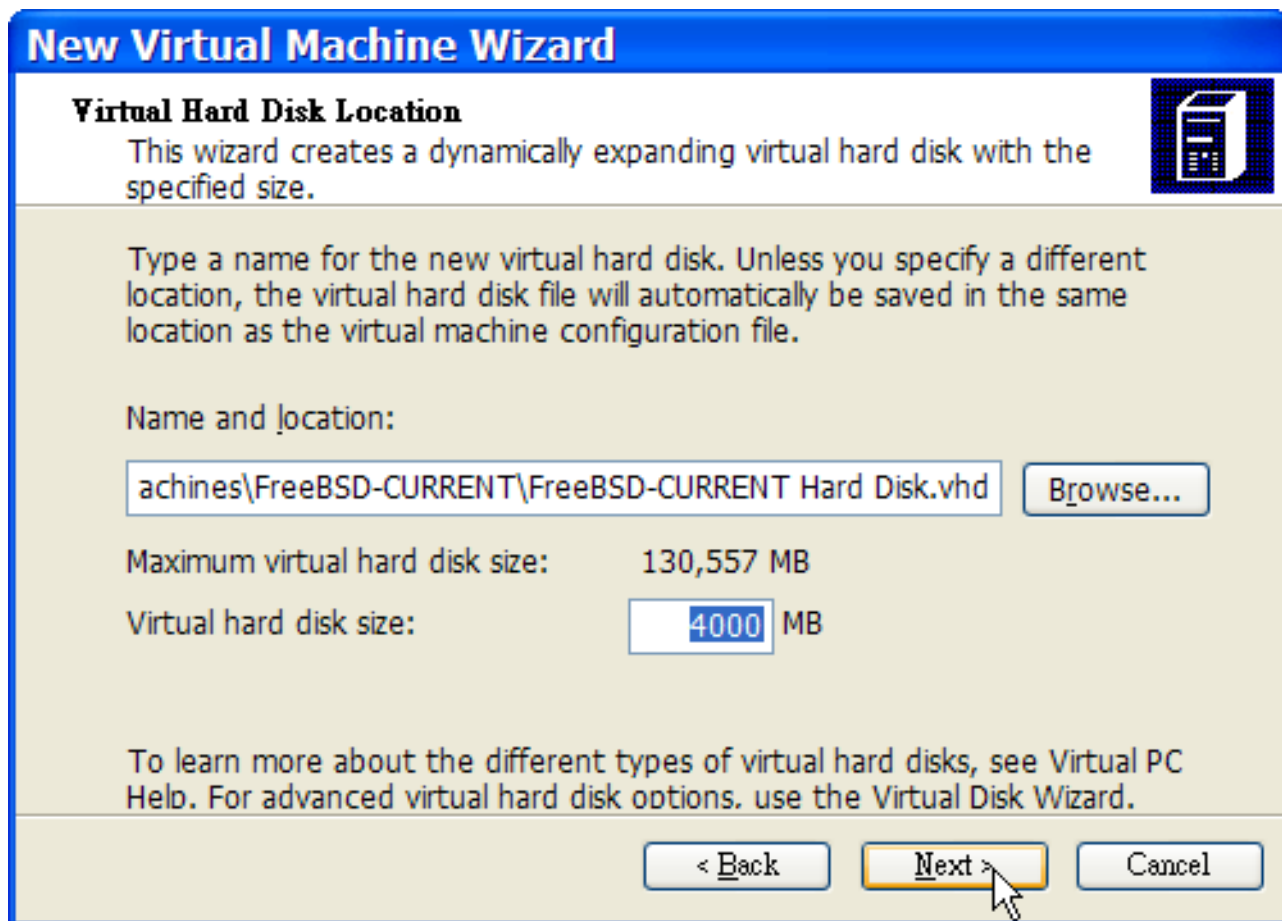 New Virtual Machine Wizard
Virtual Hard Disk Location
This wizard creates a dynamically expanding virtual hard disk with the
specified size.
Type a name for the new virtual hard disk. Unless you specify a different
location, the virtual hard disk file will automatically be saved in the same
location as the virtual machine configuration file.
Name and location:
achines\FreeBSD-CURRENT\FreeBSD-CURRENT Hard Disk.vhd Browse...
Maximum virtual hard disk size: 130,557 MB
Virtual hard disk size: 4000 MB
To learn more about the different types of virtual hard disks, see Virtual PC
Help. For advanced virtual hard disk options, use the Virtual Disk Wizard.
< Back Next > Cancel